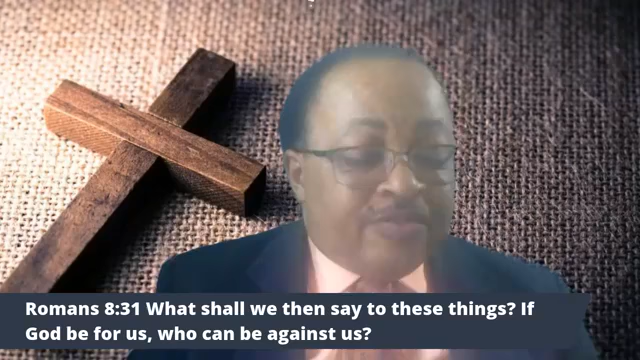 Romans 8:31 What shall we then say to these things? If
God be for us, who can be against us?